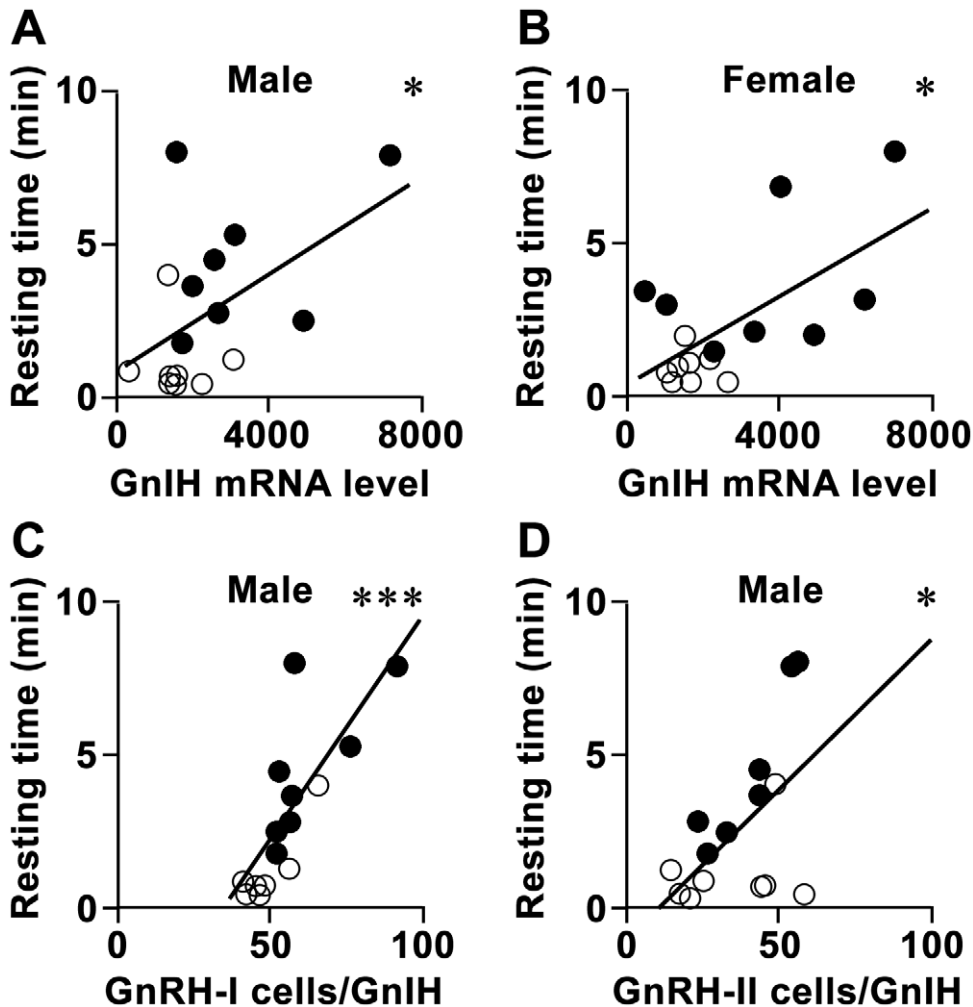 A
Male
*
Resting time (min)
10
5
0
0 4000 8000
GnIH mRNA level
B
Female
*
Resting time (min)
10
5
0
0 4000 8000
GnIH mRNA level
C
Male
***
Resting time (min)
10
5
0
0 50 100
GnRH-I cells/GnIH
D
Male
*
Resting time (min)
10
5
0
0 50 100
GnRH-II cells/GnIH